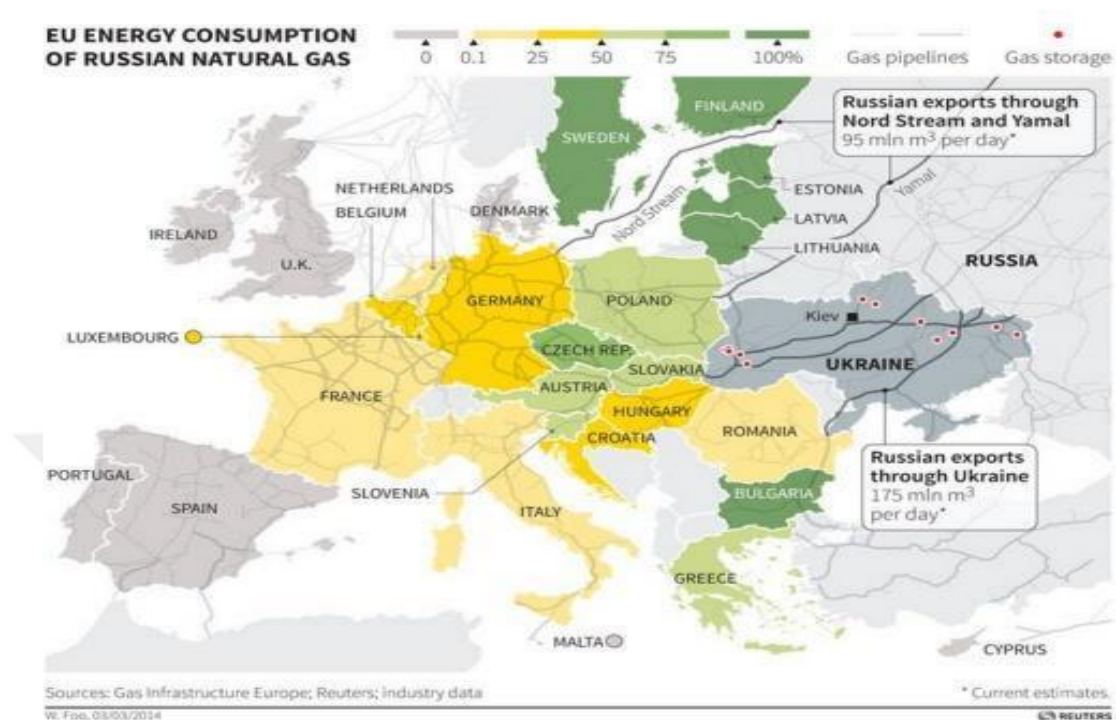 EU ENERGY CONSUMPTION
OF RUSSIAN NATURAL GAS
0 0.1 25 50 75 100%
Gas pipelines
Gas storage
FINLAND
SWEDEN
Russian exports through
Nord Stream and Yamal
95 mln m³ per day*
NETHERLANDS
BELGIUM
DENMARK
Nord Stream
Yamal
ESTONIA
LATVIA
LITHUANIA
IRELAND
U.K.
RUSSIA
GERMANY
POLAND
Kiev
LUXEMBOURG
CZECH REP.
SLOVAKIA
UKRAINE
AUSTRIA
FRANCE
HUNGARY
CROATIA
ROMANIA
Russian exports
through Ukraine
175 mln m³
per day*
PORTUGAL
SPAIN
SLOVENIA
ITALY
BULGARIA
GREECE
MALTA
CYPRUS
Sources: Gas Infrastructure Europe; Reuters; industry data
* Current estimates.
W. Foo, 03/03/2014
REUTERS